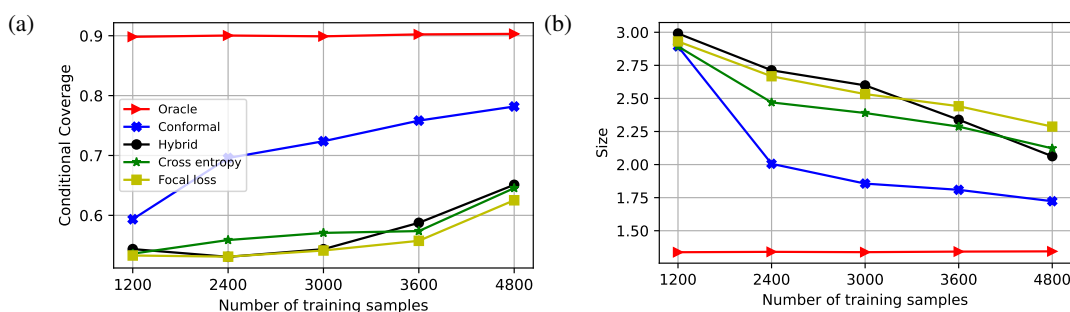 (a)
Conditional Coverage
0.9
0.8
0.7
0.6
Oracle
Conformal
Hybrid
Cross entropy
Focal loss
1200 2400 3000 3600 4800
Number of training samples
(b)
Size
3.00
2.75
2.50
2.25
2.00
1.75
1.50
1200 2400 3000 3600 4800
Number of training samples